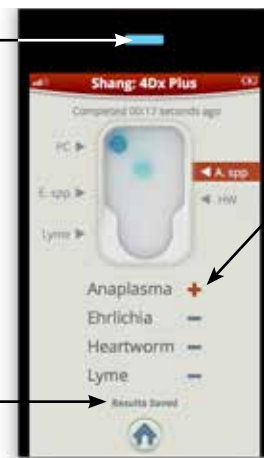 Shang: 4Dx Plus
Completed 00:17 seconds ago
PC
A. spp
E. spp
HW
Lyme
Anaplasma +
Ehrlichia −
Heartworm −
Lyme −
Results Saved